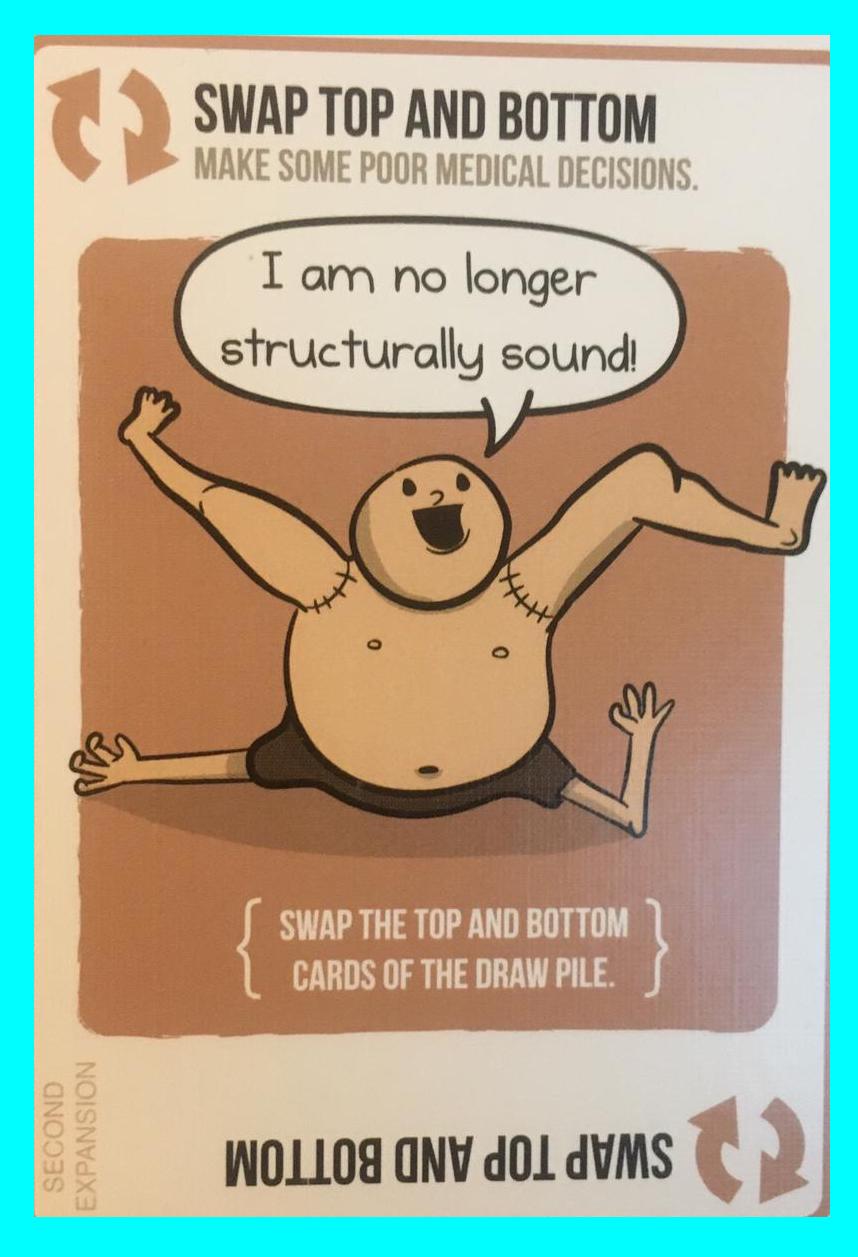 SWAP TOP AND BOTTOM
MAKE SOME POOR MEDICAL DECISIONS.
I am no longer
structurally sound!
SWAP THE TOP AND BOTTOM
CARDS OF THE DRAW PILE.
SECOND
EXPANSION
SWAP TOP AND BOTTOM